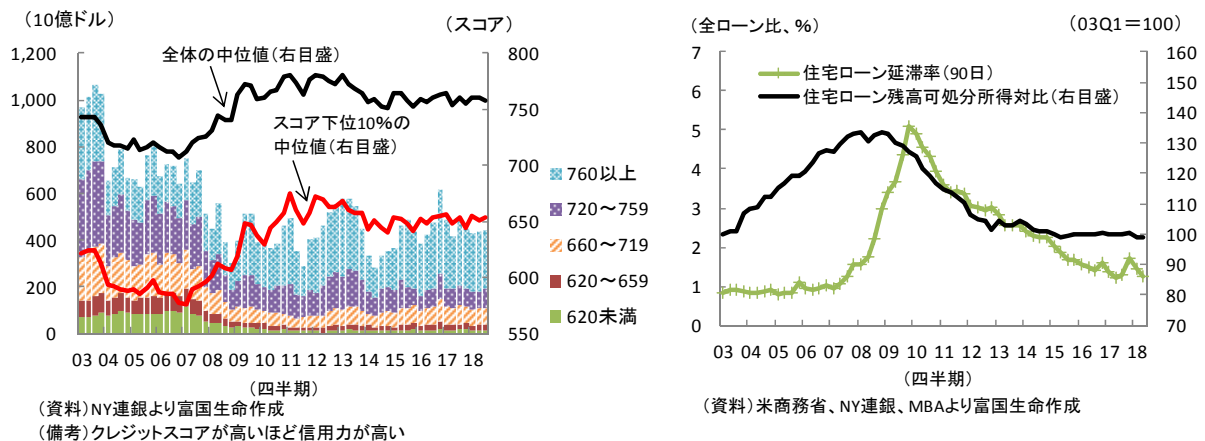 （10億ドル）
（スコア）
1,200
1,000
800
600
400
200
0
800
750
700
650
600
550
全体の中位値（右目盛）
スコア下位10％の
中位値（右目盛）
760以上
720～759
660～719
620～659
620未満
03 04 05 06 07 08 09 10 11 12 13 14 15 16 17 18
（四半期）
（資料）NY連銀より富国生命作成
（備考）クレジットスコアが高いほど信用力が高い
（全ローン比、%）
（03Q1＝100）
7
6
5
4
3
2
1
0
160
150
140
130
120
110
100
90
80
70
住宅ローン延滞率（90日）
住宅ローン残高可処分所得対比（右目盛）
03 04 05 06 07 08 09 10 11 12 13 14 15 16 17 18
（四半期）
（資料）米商務省、NY連銀、MBAより富国生命作成